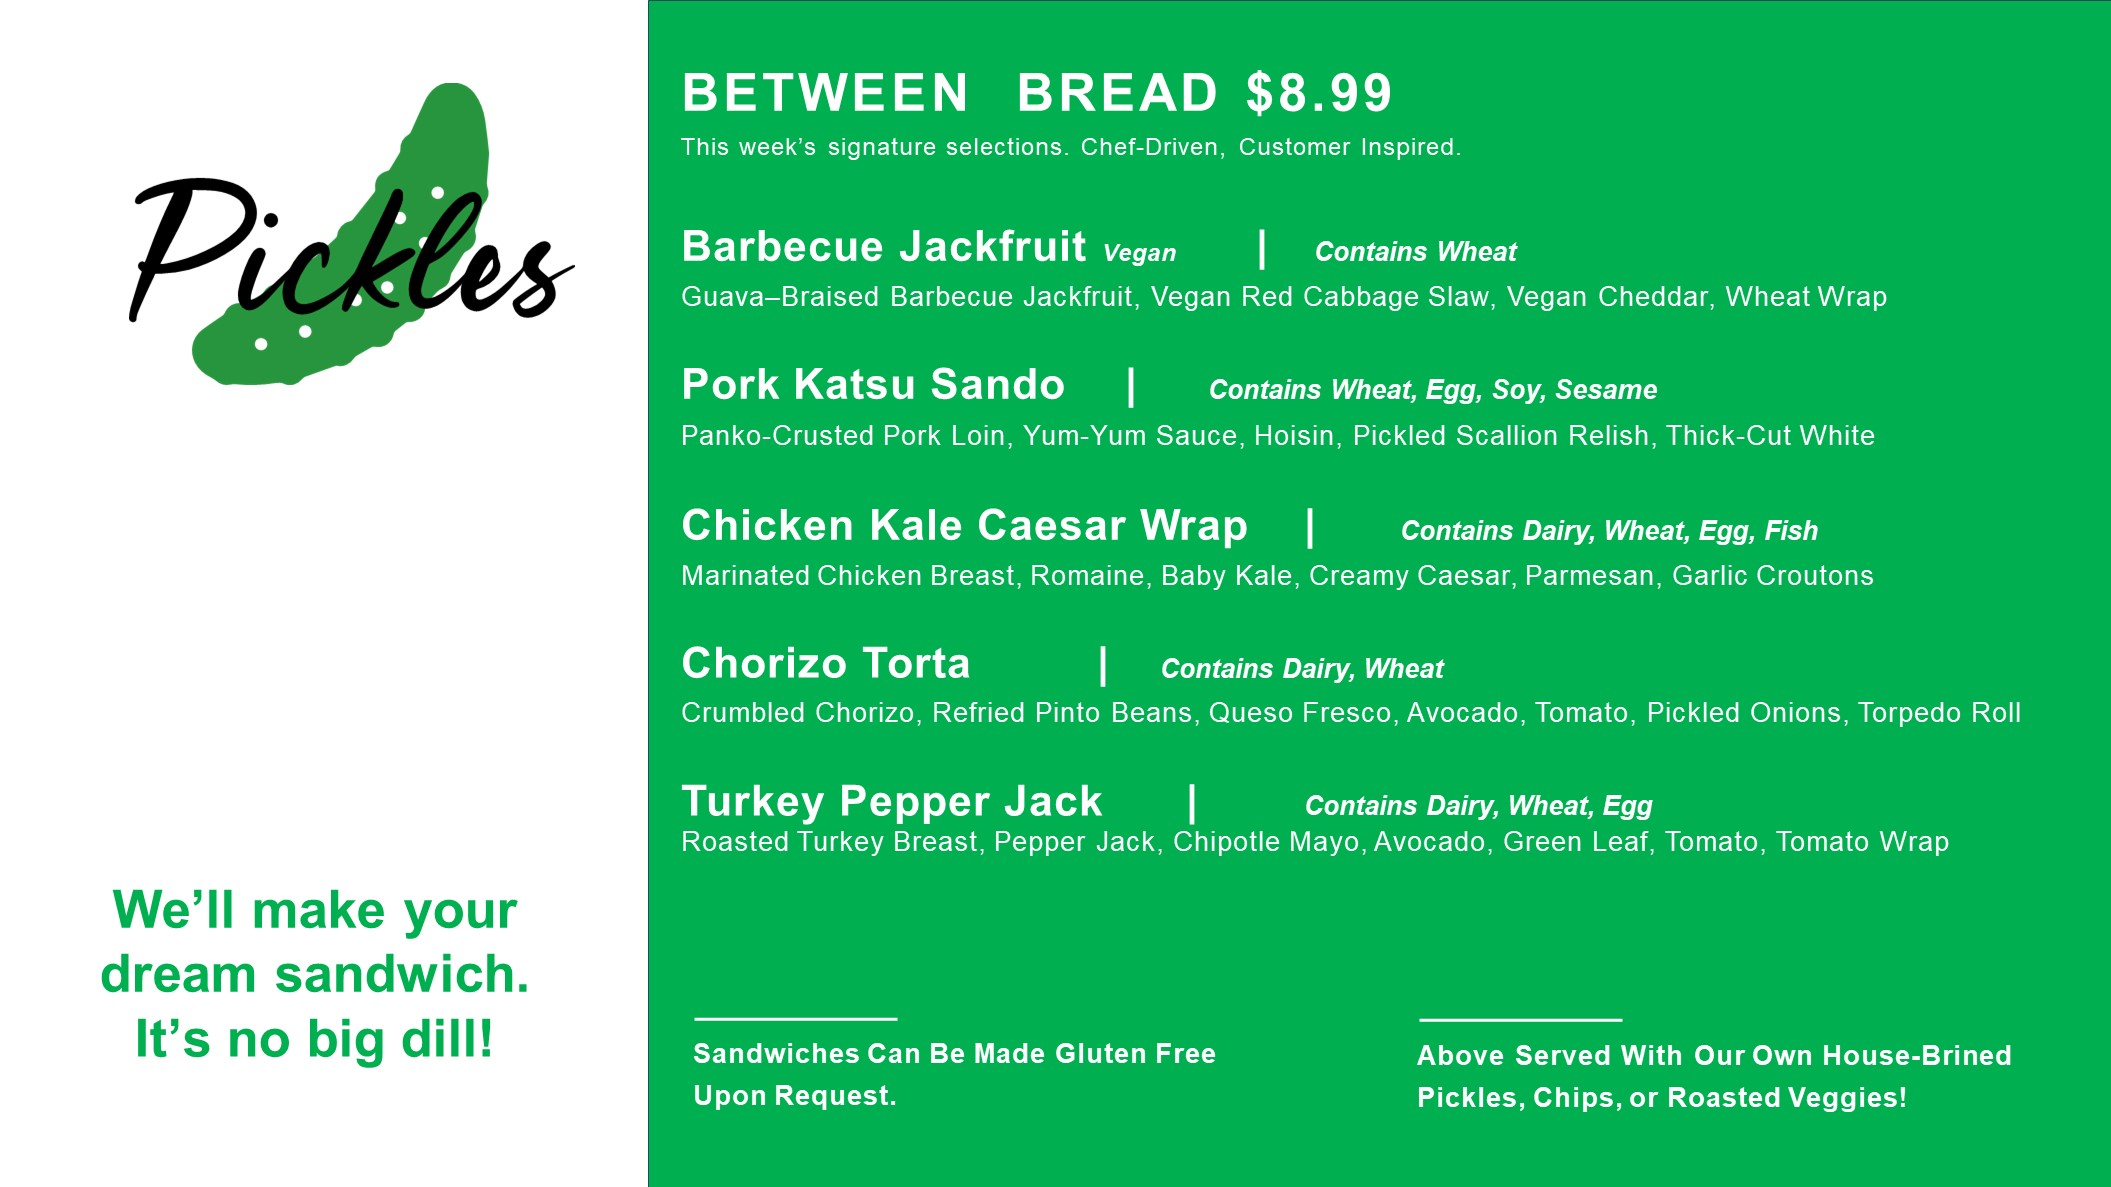 Pickles
We’ll make your
dream sandwich.
It’s no big dill!
BETWEEN BREAD $8.99
This week’s signature selections. Chef-Driven, Customer Inspired.
Barbecue Jackfruit Vegan | Contains Wheat
Guava–Braised Barbecue Jackfruit, Vegan Red Cabbage Slaw, Vegan Cheddar, Wheat Wrap
Pork Katsu Sando | Contains Wheat, Egg, Soy, Sesame
Panko-Crusted Pork Loin, Yum-Yum Sauce, Hoisin, Pickled Scallion Relish, Thick-Cut White
Chicken Kale Caesar Wrap | Contains Dairy, Wheat, Egg, Fish
Marinated Chicken Breast, Romaine, Baby Kale, Creamy Caesar, Parmesan, Garlic Croutons
Chorizo Torta | Contains Dairy, Wheat
Crumbled Chorizo, Refried Pinto Beans, Queso Fresco, Avocado, Tomato, Pickled Onions, Torpedo Roll
Turkey Pepper Jack | Contains Dairy, Wheat, Egg
Roasted Turkey Breast, Pepper Jack, Chipotle Mayo, Avocado, Green Leaf, Tomato, Tomato Wrap
Sandwiches Can Be Made Gluten Free
Upon Request.
Above Served With Our Own House-Brined
Pickles, Chips, or Roasted Veggies!